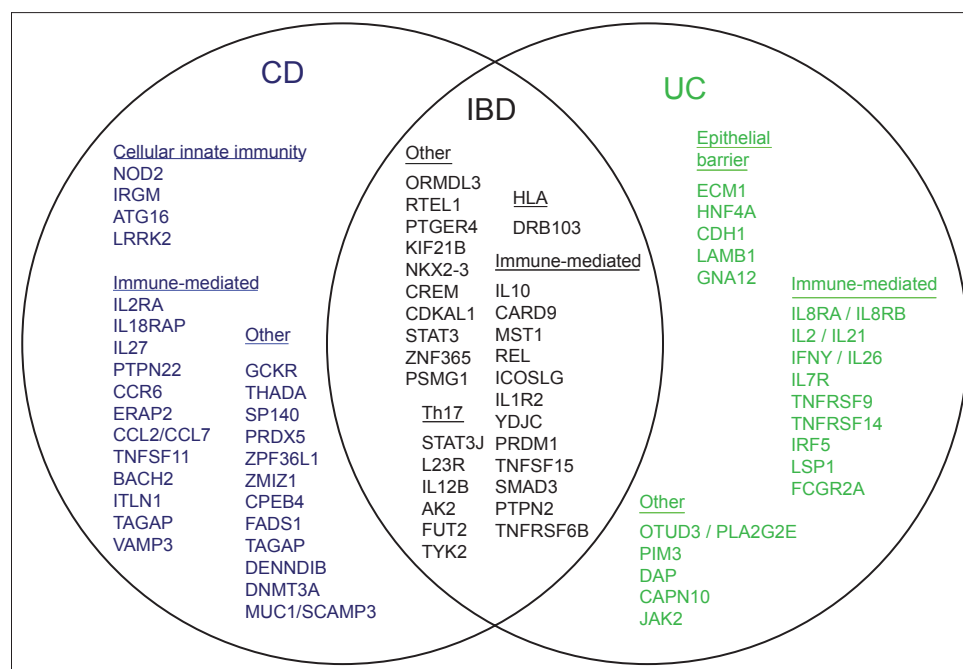 CD
Cellular innate immunity
NOD2
IRGM
ATG16
LRRK2
Immune-mediated
IL2RA
IL18RAP
IL27
PTPN22
CCR6
ERAP2
CCL2/CCL7
TNFSF11
BACH2
ITLN1
TAGAP
VAMP3
Other
GCKR
THADA
SP140
PRDX5
ZPF36L1
ZMIZ1
CPEB4
FADS1
TAGAP
DENNDIB
DNMT3A
MUC1/SCAMP3
IBD
Other
ORMDL3
RTEL1
PTGER4
KIF21B
NKX2-3
CREM
CDKAL1
STAT3
ZNF365
PSMG1
Th17
STAT3J
L23R
IL12B
AK2
FUT2
TYK2
HLA
DRB103
Immune-mediated
IL10
CARD9
MST1
REL
ICOSLG
IL1R2
YDJC
PRDM1
TNFSF15
SMAD3
PTPN2
TNFRSF6B
UC
Epithelial
barrier
ECM1
HNF4A
CDH1
LAMB1
GNA12
Immune-mediated
IL8RA / IL8RB
IL2 / IL21
IFNY / IL26
IL7R
TNFRSF9
TNFRSF14
IRF5
LSP1
FCGR2A
Other
OTUD3 / PLA2G2E
PIM3
DAP
CAPN10
JAK2